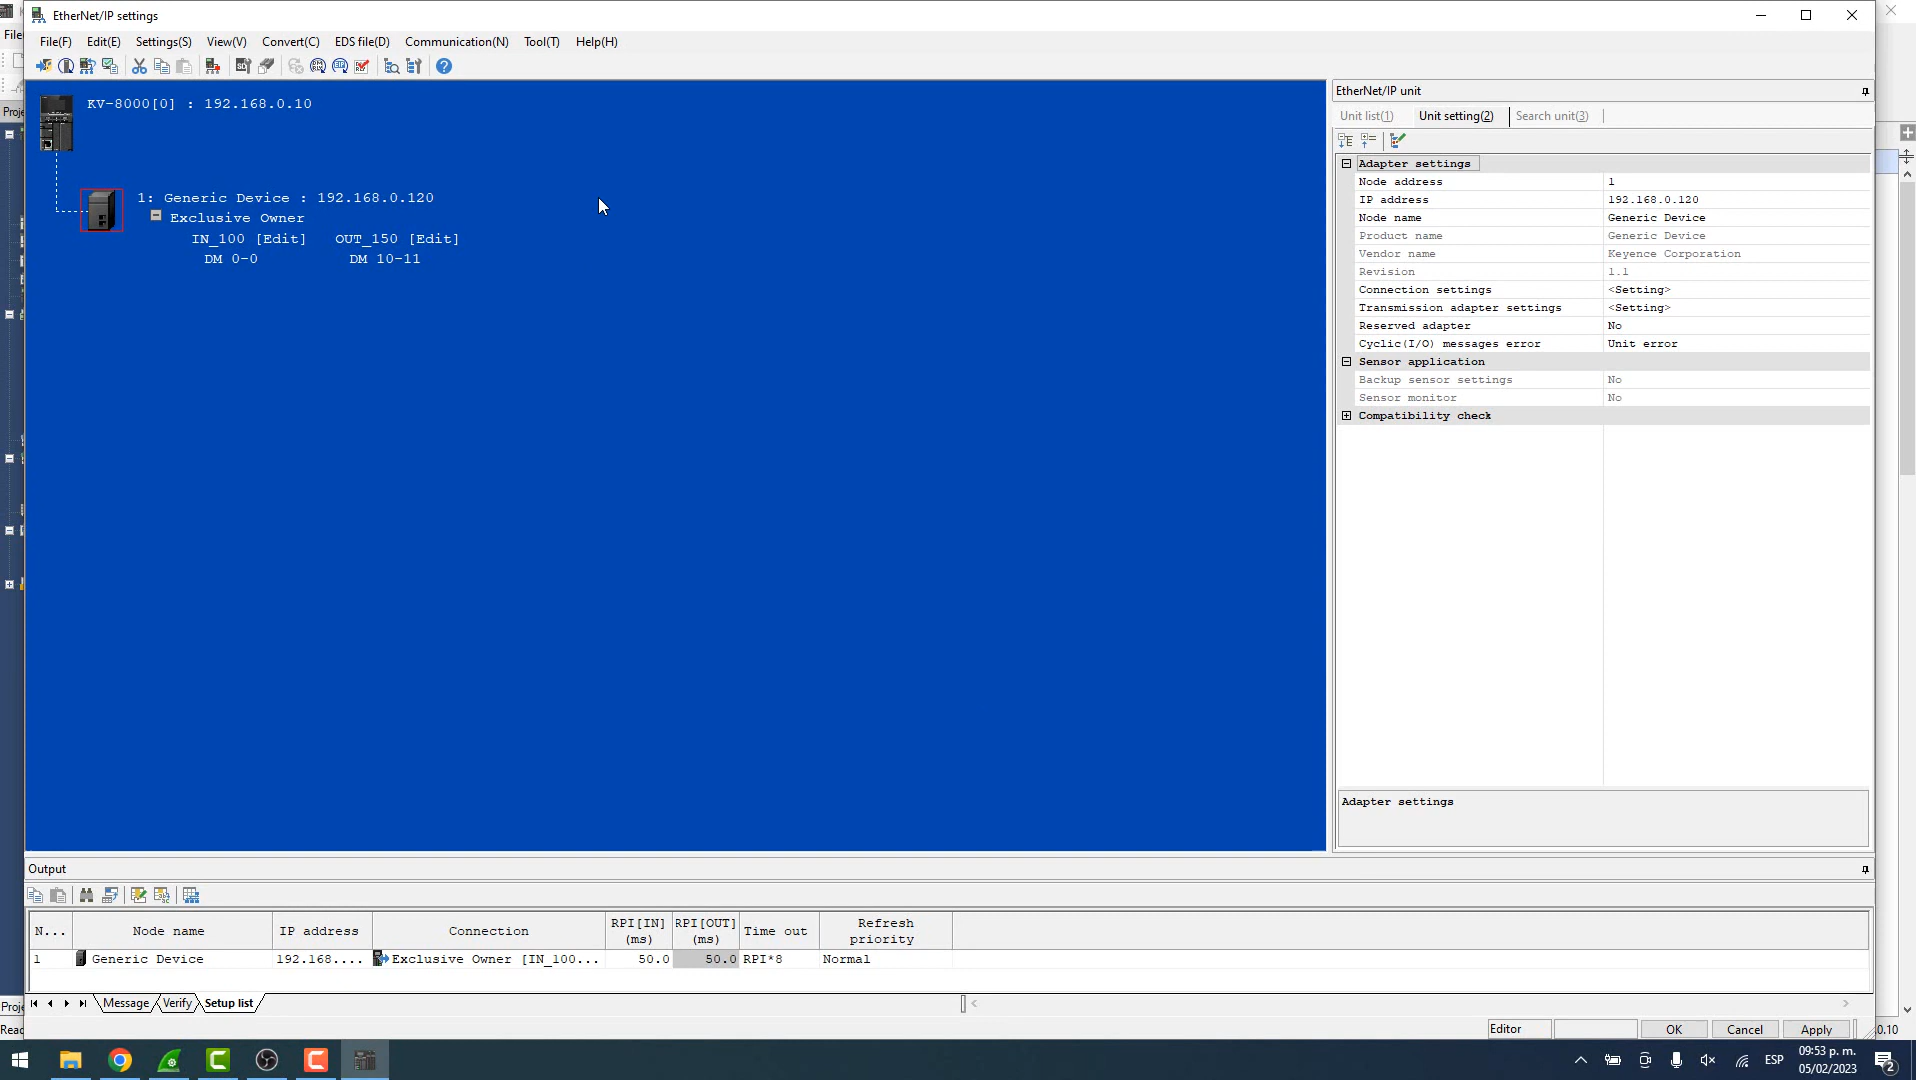 EtherNet/IP settings
File(F) Edit(E) Settings(S) View(V) Convert(C) EDS file(D) Communication(N) Tool(T) Help(H)
KV-8000[0] : 192.168.0.10
1: Generic Device : 192.168.0.120
Exclusive Owner
IN_100 [Edit] OUT_150 [Edit]
DM 0-0 DM 10-11
EtherNet/IP unit
Unit list(1) Unit setting(2) Search unit(3)
Adapter settings
Node address 1
IP address 192.168.0.120
Node name Generic Device
Product name Generic Device
Vendor name Keyence Corporation
Revision 1.1
Connection settings <Setting>
Transmission adapter settings <Setting>
Reserved adapter No
Cyclic(I/O) messages error Unit error
Sensor application
Backup sensor settings No
Sensor monitor No
Compatibility check
Adapter settings
Output
N... Node name IP address Connection RPI[IN] (ms) RPI[OUT] (ms) Time out Refresh priority
1 Generic Device 192.168.... Exclusive Owner [IN_100... 50.0 50.0 RPI*8 Normal
Message Verify Setup list
Editor OK Cancel Apply
ESP
09:53 p. m.
05/02/2023
2